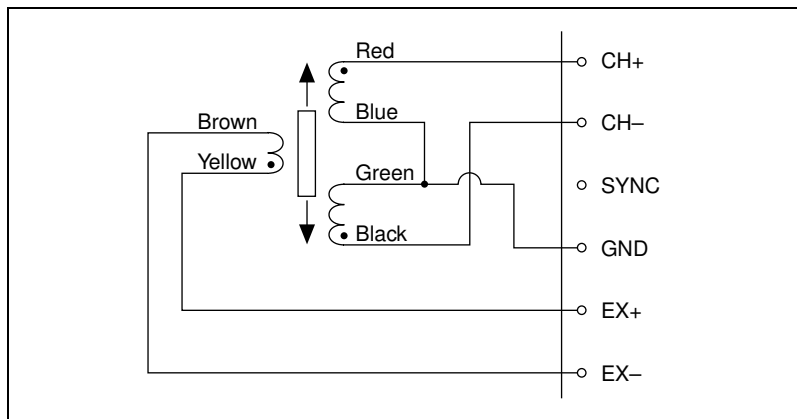 Red
CH+
Blue
CH–
Brown
Yellow
Green
SYNC
Black
GND
EX+
EX–